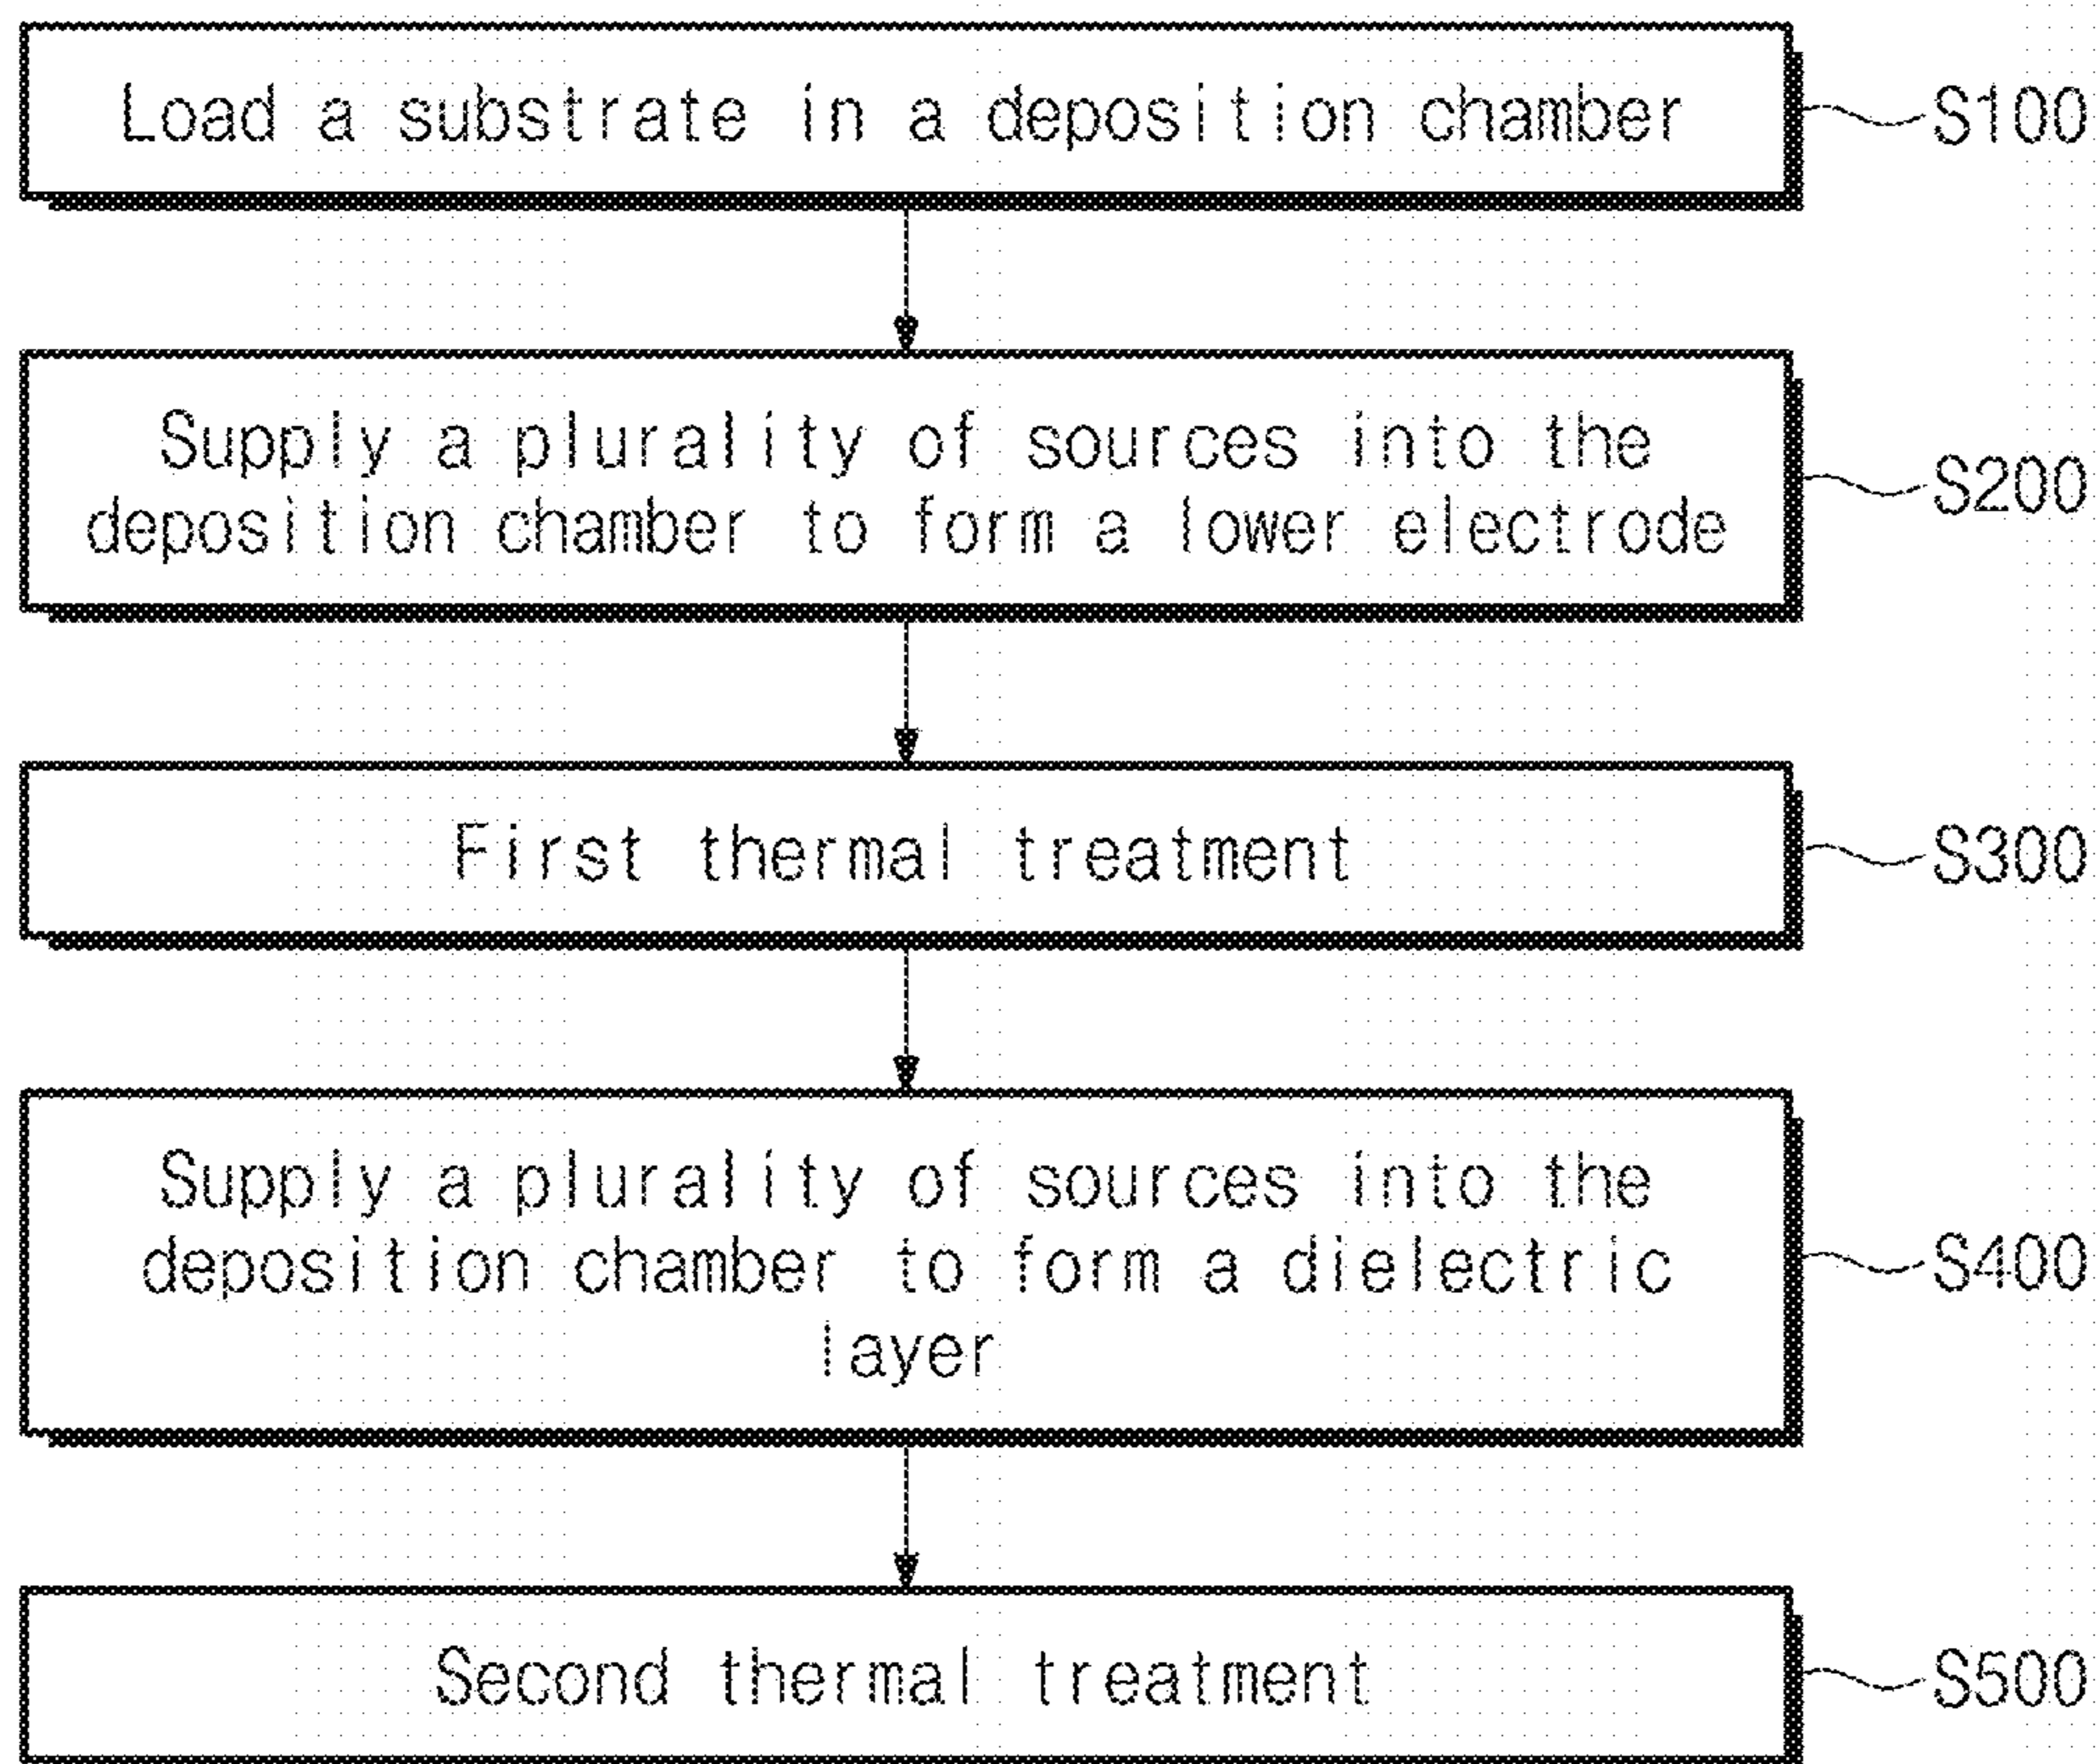 Load a substrate in a deposition chamber
S100
Supply a plurality of sources into the
deposition chamber to form a lower electrode
S200
First thermal treatment
S300
Supply a plurality of sources into the
deposition chamber to form a dielectric
layer
S400
Second thermal treatment
S500